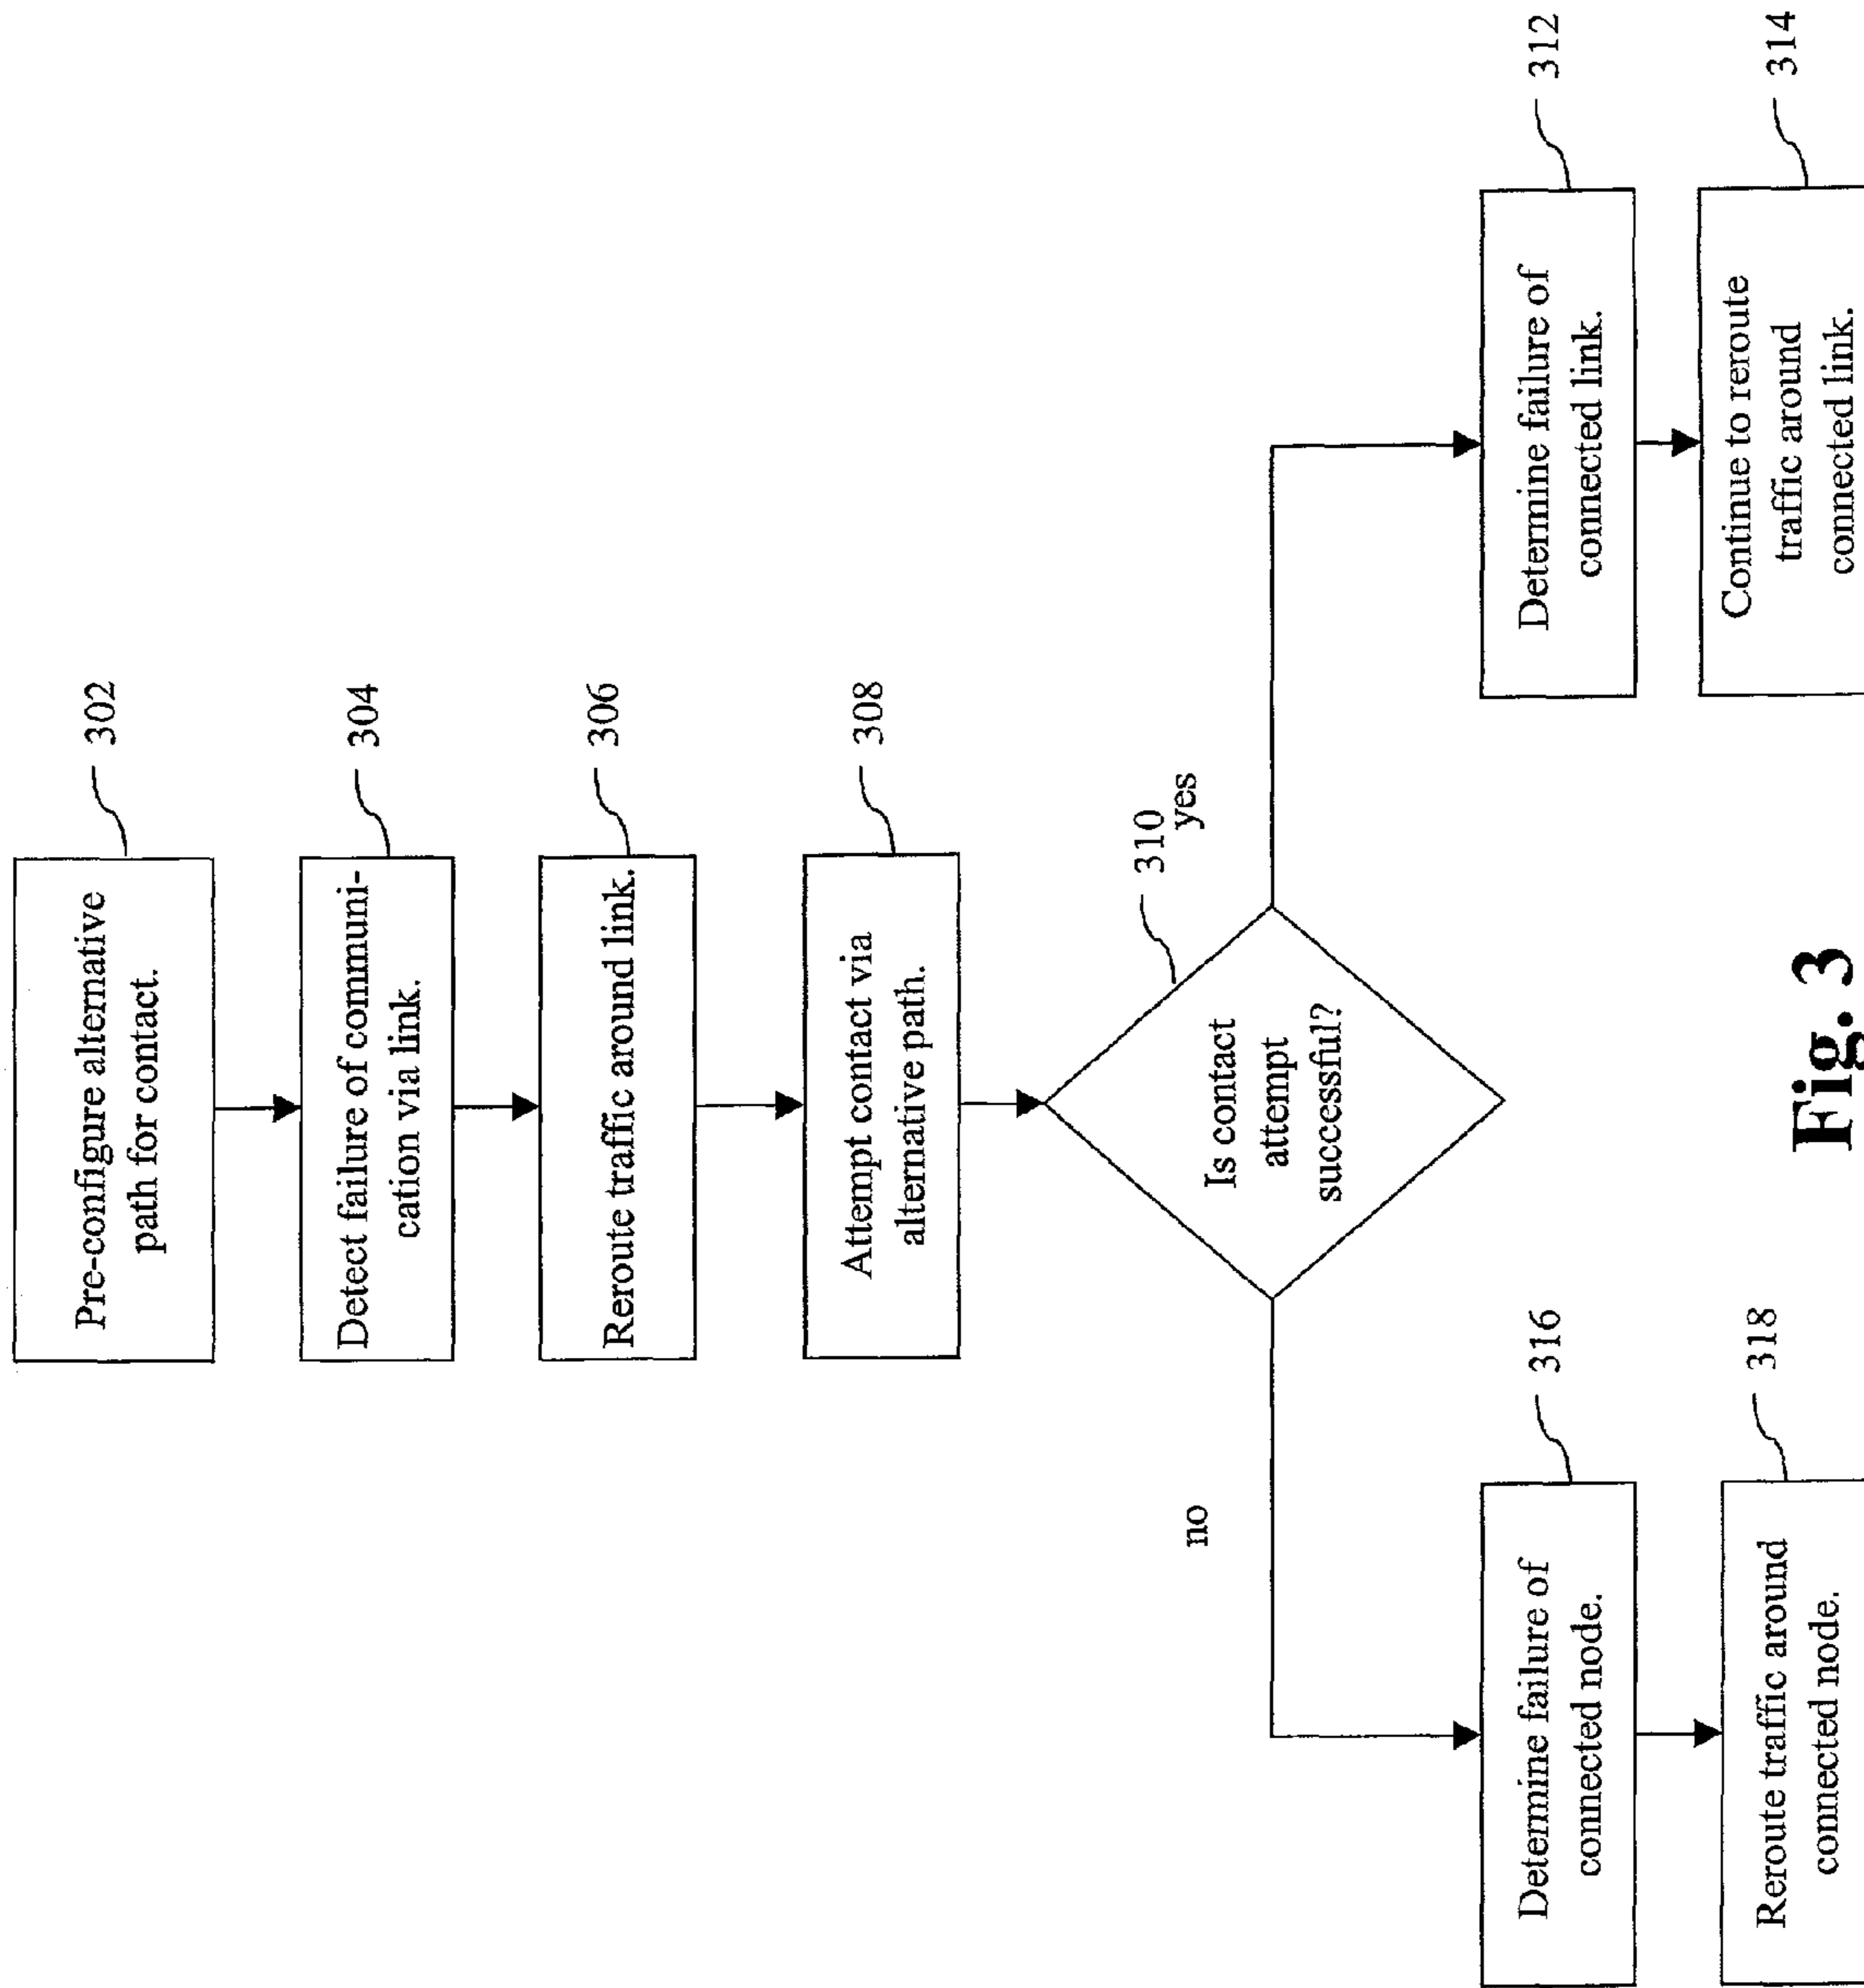 Pre-configure alternative
path for contact.
302
Detect failure of communi-
cation via link.
304
Reroute traffic around link.
306
Attempt contact via
alternative path.
308
Is contact
attempt
successful?
310
yes
no
Determine failure of
connected link.
312
Continue to reroute
traffic around
connected link.
314
Determine failure of
connected node.
316
Reroute traffic around
connected node.
318
Fig. 3